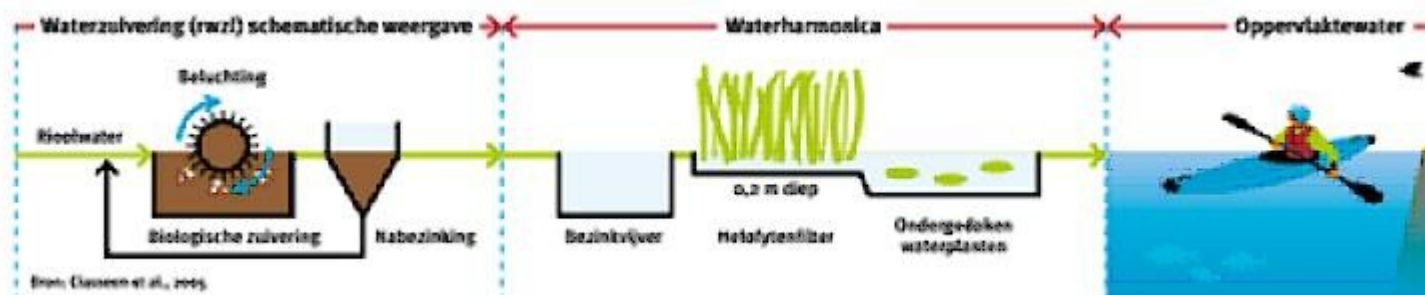 Waterzuivering (rwzi) schematische weergave
Waterharmonica
Oppervlaktewater
Beluchting
Rioolwater
0,2 m diep
Biologische zuivering
Nabezinking
Bezinkvijver
Helofytenfilter
Ondergedoken
waterplanten
Bron: Claassen et al., 2005